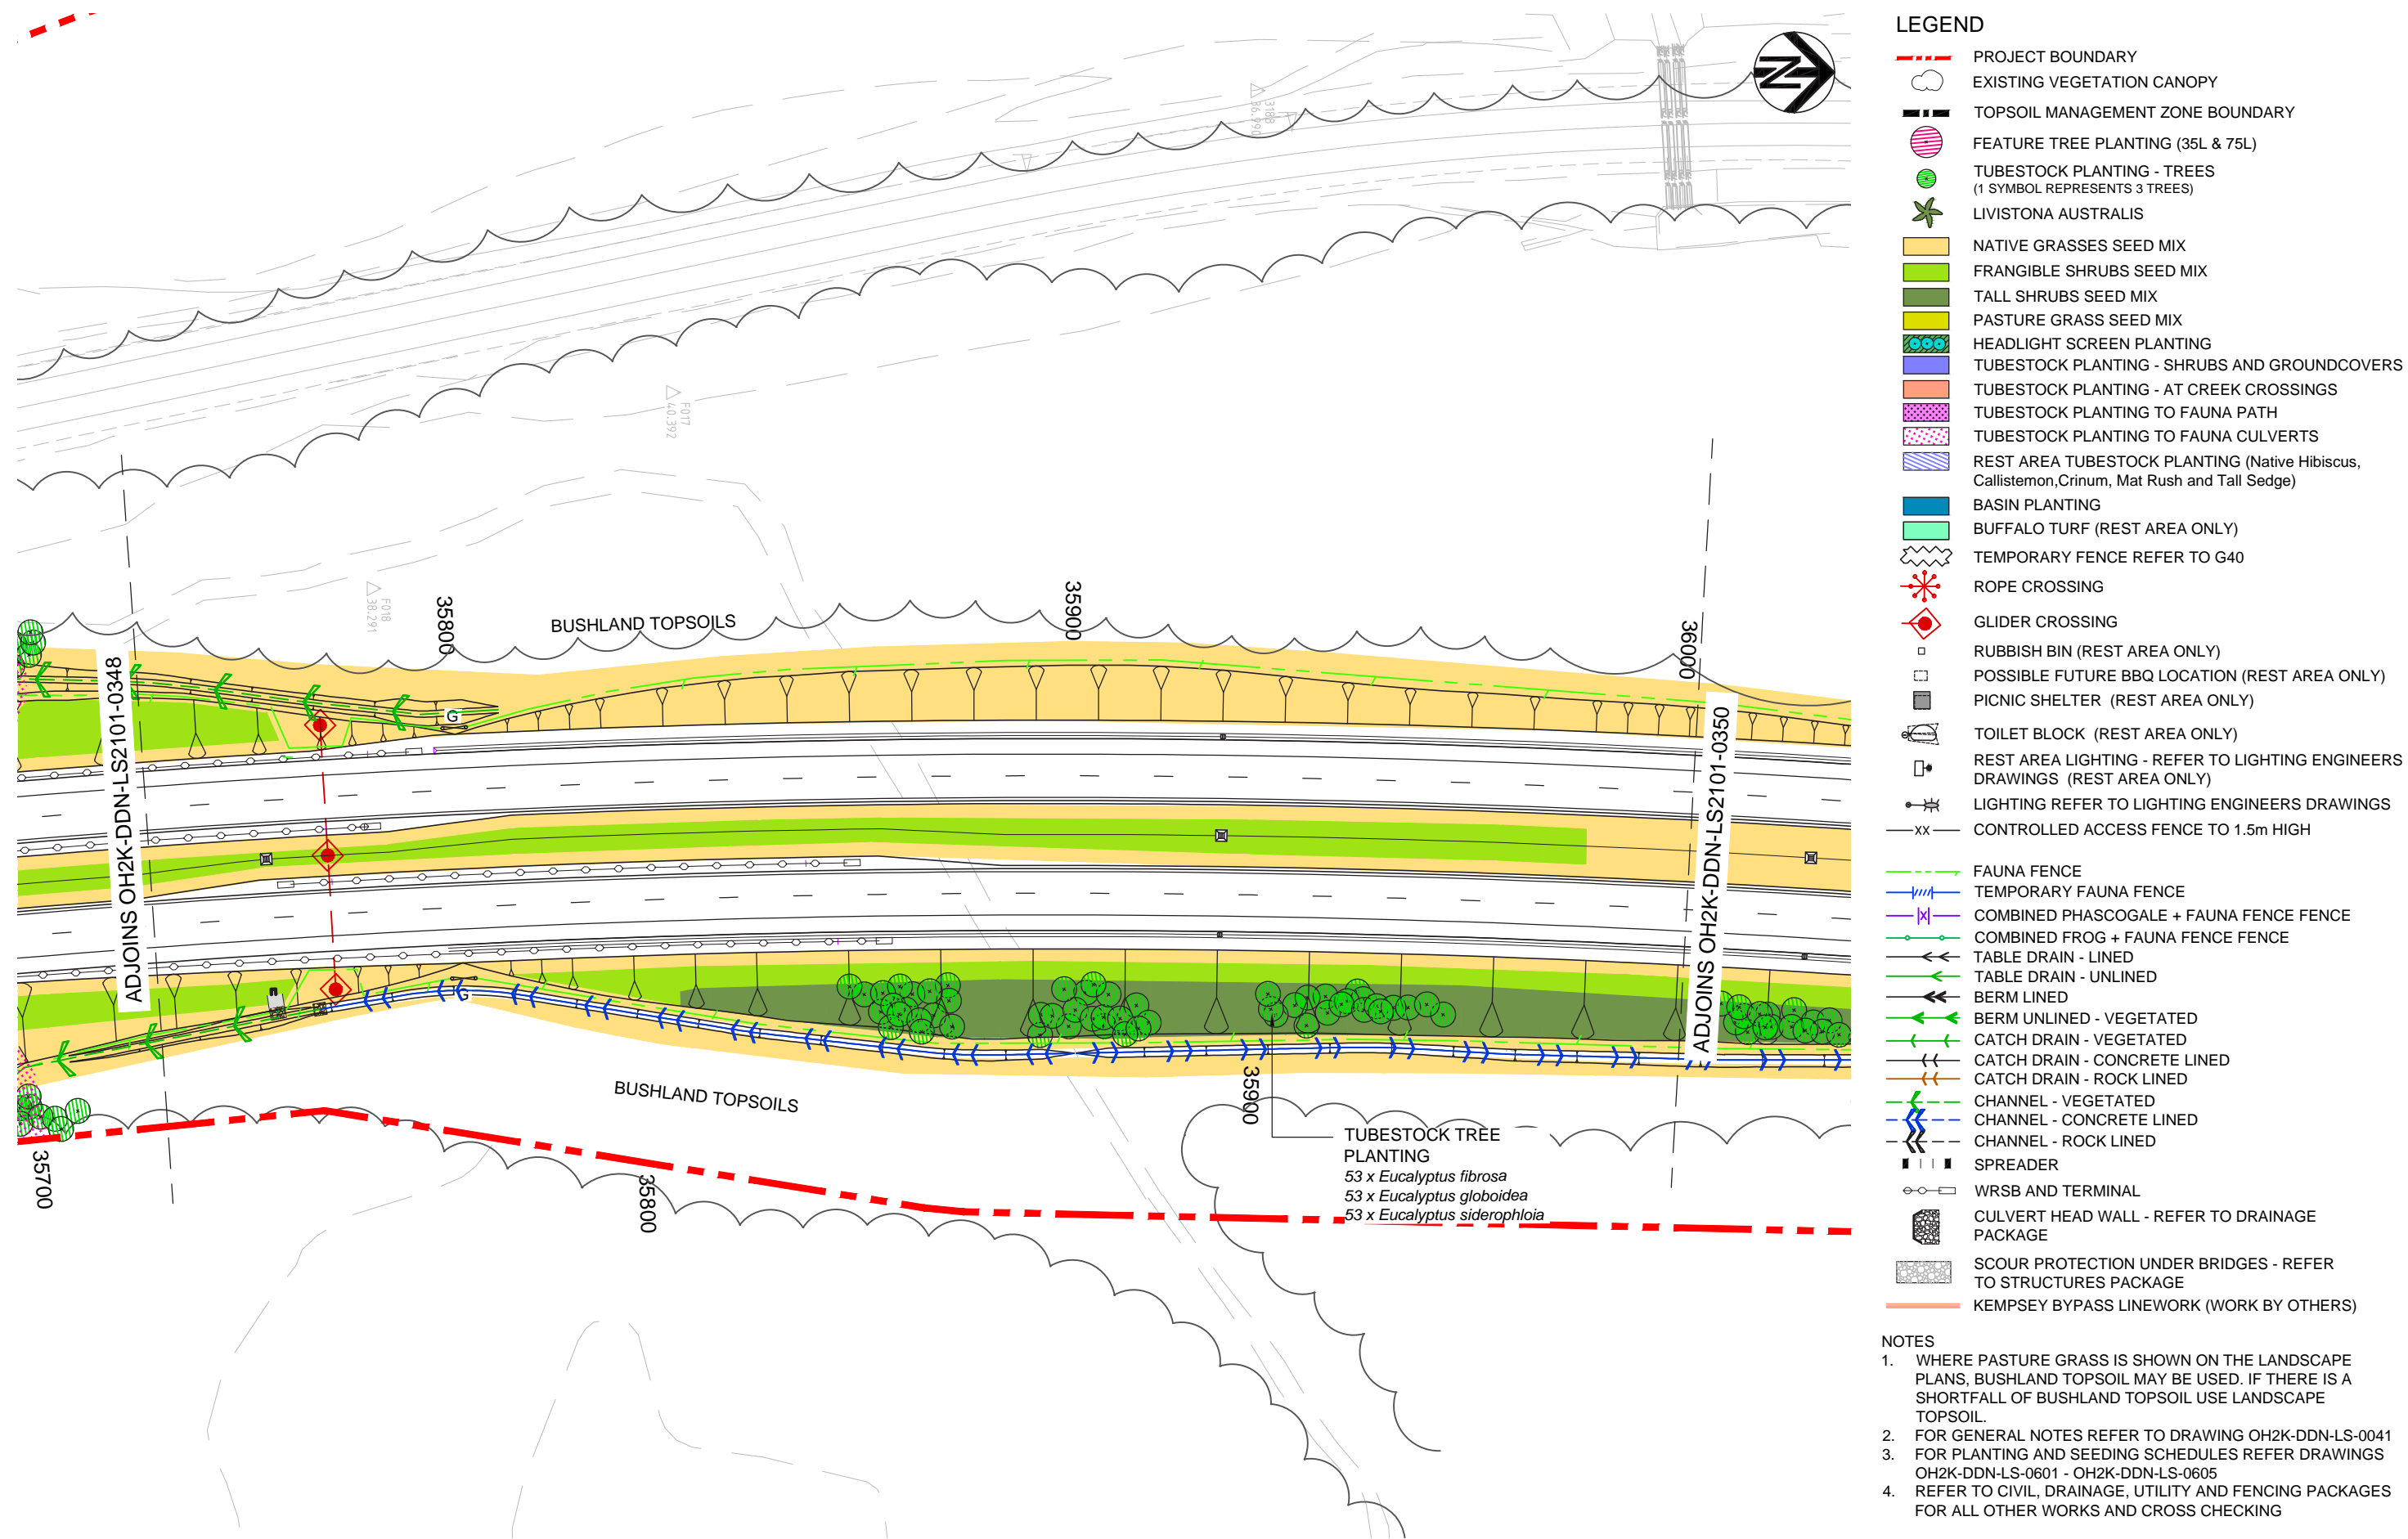 3188
36.990
F017
40.392
F018
38.291
35800
BUSHLAND TOPSOILS
35900
36000
ADJOINS OH2K-DDN-LS2101-0348
G
ADJOINS OH2K-DDN-LS2101-0350
G
BUSHLAND TOPSOILS
35900
35700
35800
TUBESTOCK TREE
PLANTING
53 x Eucalyptus fibrosa
53 x Eucalyptus globoidea
53 x Eucalyptus siderophloia
N
LEGEND
PROJECT BOUNDARY
EXISTING VEGETATION CANOPY
TOPSOIL MANAGEMENT ZONE BOUNDARY
FEATURE TREE PLANTING (35L & 75L)
TUBESTOCK PLANTING - TREES
(1 SYMBOL REPRESENTS 3 TREES)
LIVISTONA AUSTRALIS
NATIVE GRASSES SEED MIX
FRANGIBLE SHRUBS SEED MIX
TALL SHRUBS SEED MIX
PASTURE GRASS SEED MIX
HEADLIGHT SCREEN PLANTING
TUBESTOCK PLANTING - SHRUBS AND GROUNDCOVERS
TUBESTOCK PLANTING - AT CREEK CROSSINGS
TUBESTOCK PLANTING TO FAUNA PATH
TUBESTOCK PLANTING TO FAUNA CULVERTS
REST AREA TUBESTOCK PLANTING (Native Hibiscus,
Callistemon,Crinum, Mat Rush and Tall Sedge)
BASIN PLANTING
BUFFALO TURF (REST AREA ONLY)
TEMPORARY FENCE REFER TO G40
ROPE CROSSING
GLIDER CROSSING
RUBBISH BIN (REST AREA ONLY)
POSSIBLE FUTURE BBQ LOCATION (REST AREA ONLY)
PICNIC SHELTER (REST AREA ONLY)
TOILET BLOCK (REST AREA ONLY)
REST AREA LIGHTING - REFER TO LIGHTING ENGINEERS
DRAWINGS (REST AREA ONLY)
LIGHTING REFER TO LIGHTING ENGINEERS DRAWINGS
XX CONTROLLED ACCESS FENCE TO 1.5m HIGH
FAUNA FENCE
TEMPORARY FAUNA FENCE
X COMBINED PHASCOGALE + FAUNA FENCE FENCE
COMBINED FROG + FAUNA FENCE FENCE
TABLE DRAIN - LINED
TABLE DRAIN - UNLINED
BERM LINED
BERM UNLINED - VEGETATED
CATCH DRAIN - VEGETATED
CATCH DRAIN - CONCRETE LINED
CATCH DRAIN - ROCK LINED
CHANNEL - VEGETATED
CHANNEL - CONCRETE LINED
CHANNEL - ROCK LINED
SPREADER
WRSB AND TERMINAL
CULVERT HEAD WALL - REFER TO DRAINAGE
PACKAGE
SCOUR PROTECTION UNDER BRIDGES - REFER
TO STRUCTURES PACKAGE
KEMPSEY BYPASS LINEWORK (WORK BY OTHERS)
NOTES
1. WHERE PASTURE GRASS IS SHOWN ON THE LANDSCAPE
PLANS, BUSHLAND TOPSOIL MAY BE USED. IF THERE IS A
SHORTFALL OF BUSHLAND TOPSOIL USE LANDSCAPE
TOPSOIL.
2. FOR GENERAL NOTES REFER TO DRAWING OH2K-DDN-LS-0041
3. FOR PLANTING AND SEEDING SCHEDULES REFER DRAWINGS
OH2K-DDN-LS-0601 - OH2K-DDN-LS-0605
4. REFER TO CIVIL, DRAINAGE, UTILITY AND FENCING PACKAGES
FOR ALL OTHER WORKS AND CROSS CHECKING